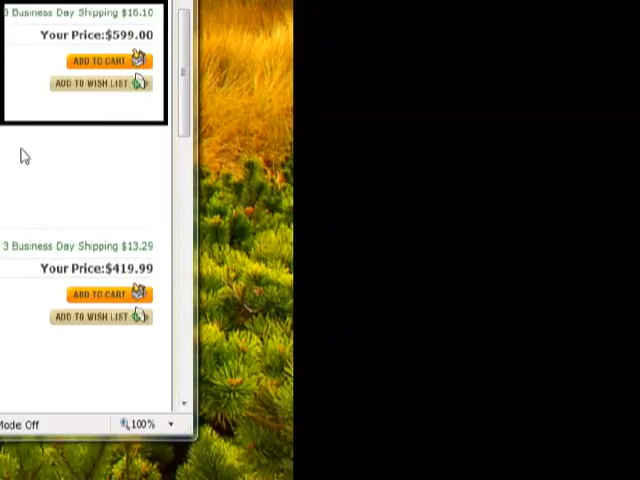 3 Business Day Shipping $16.10
Your Price:$599.00
ADD TO CART
ADD TO WISH LIST
3 Business Day Shipping $13.29
Your Price:$419.99
ADD TO CART
ADD TO WISH LIST
Mode Off
100%